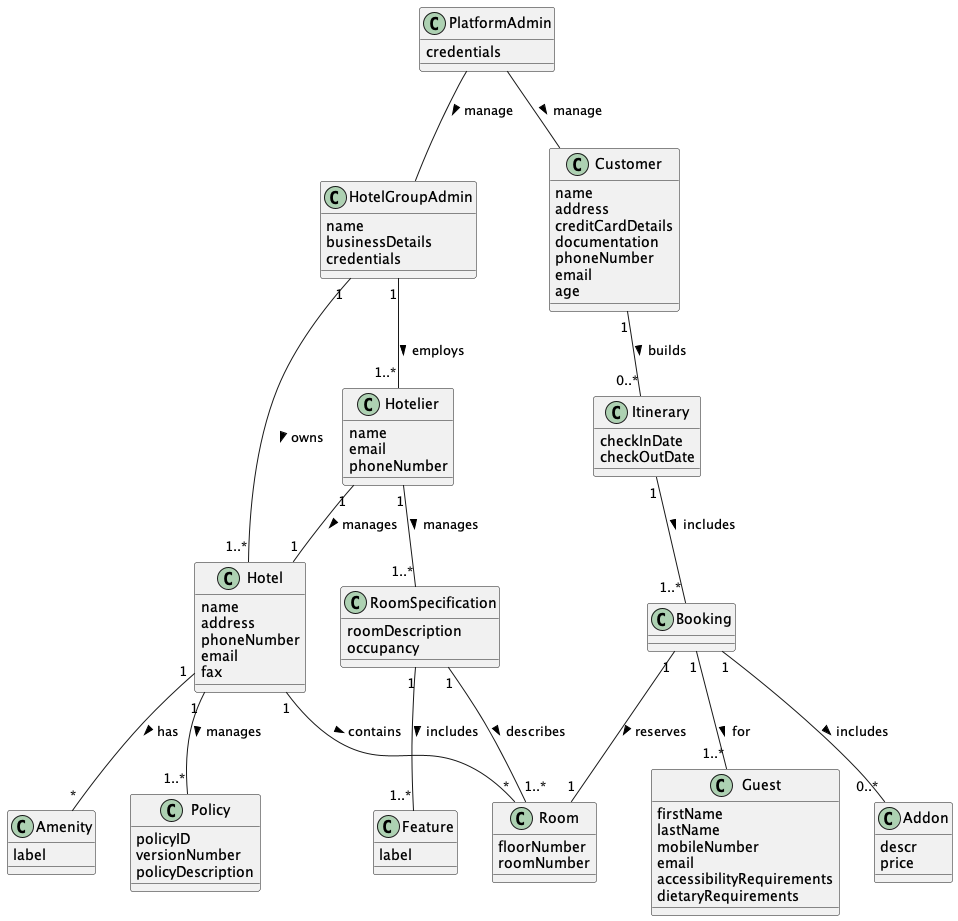 C PlatformAdmin
credentials
manage
manage
C HotelGroupAdmin
name
businessDetails
credentials
C Customer
name
address
creditCardDetails
documentation
phoneNumber
email
age
1
1
1
employs
builds
1..*
0..*
C Hotelier
name
email
phoneNumber
C Itinerary
checkInDate
checkOutDate
owns
1
1
1
manages
manages
includes
1..*
1
1..*
1..*
C Hotel
name
address
phoneNumber
email
fax
C RoomSpecification
roomDescription
occupancy
C Booking
1
1
1
1
1
1
1
1
has
manages
contains
includes
describes
reserves
for
includes
*
1..*
1..*
*
1..*
1
1..*
0..*
C Amenity
label
C Policy
policyID
versionNumber
policyDescription
C Feature
label
C Room
floorNumber
roomNumber
C Guest
firstName
lastName
mobileNumber
email
accessibilityRequirements
dietaryRequirements
C Addon
descr
price